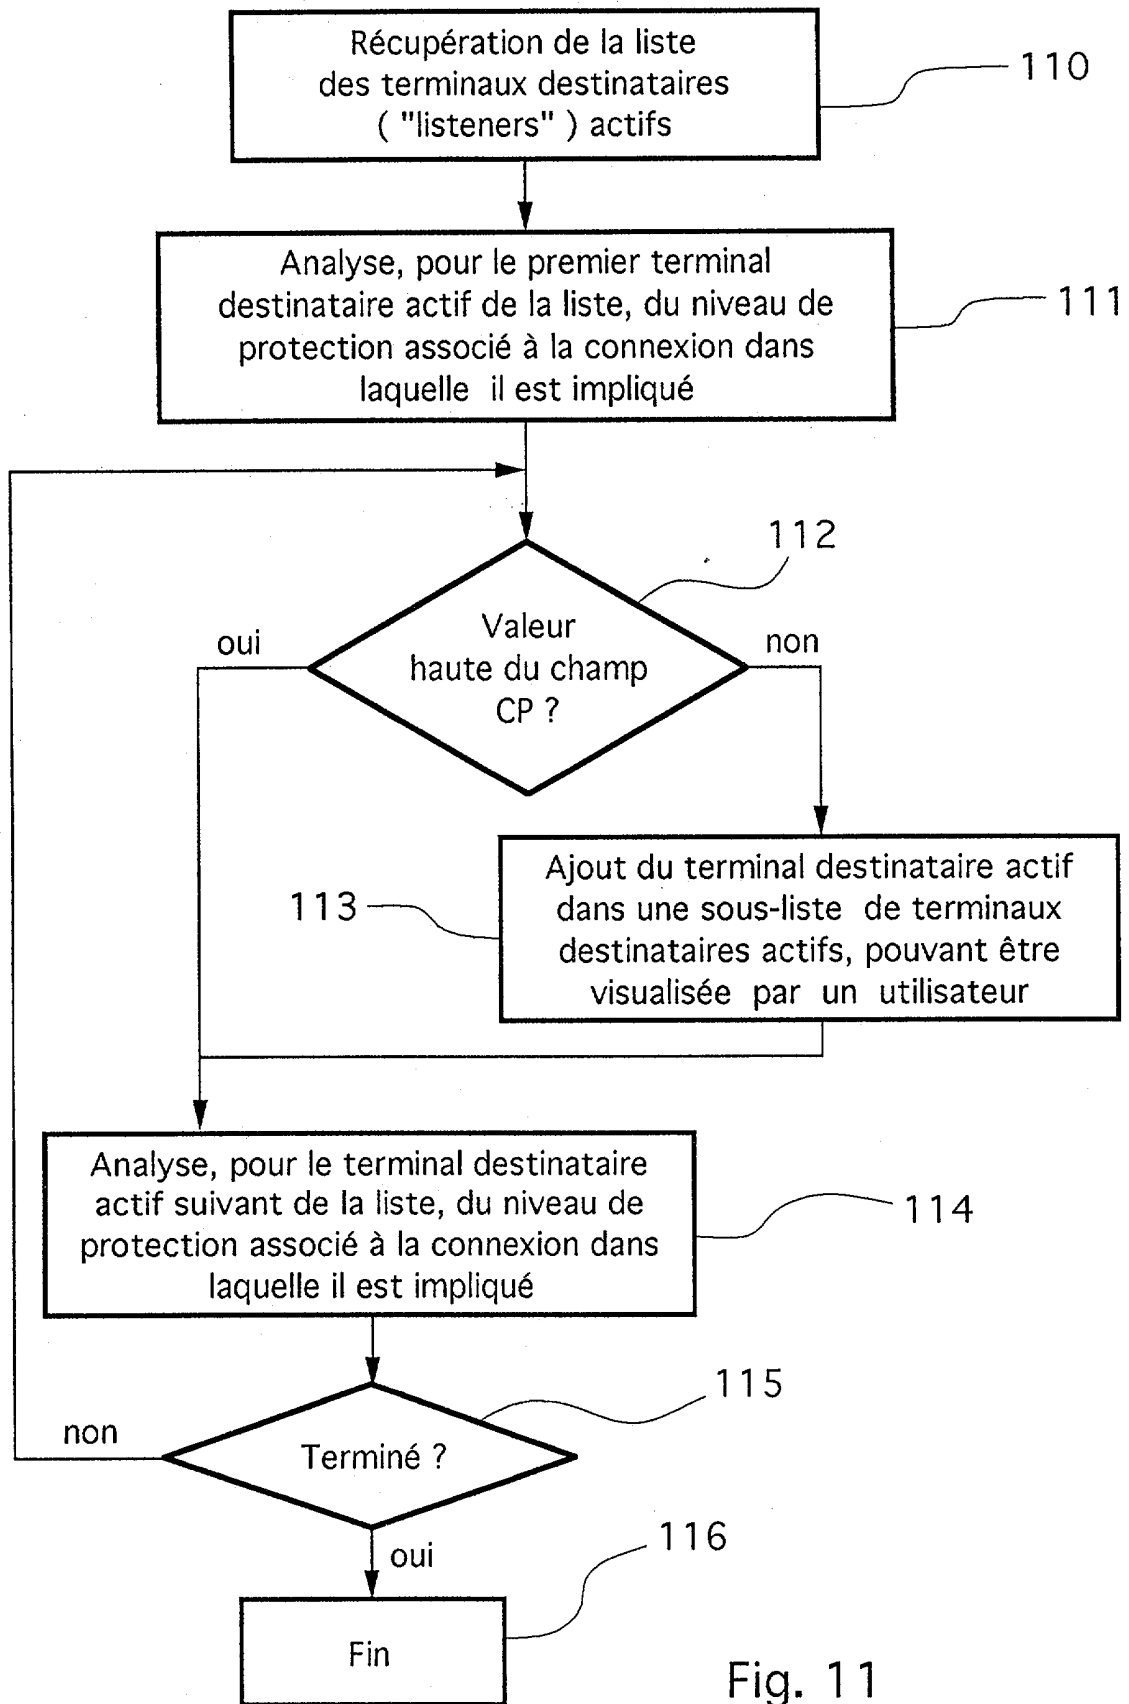 Récupération de la liste
des terminaux destinataires
( "listeners" ) actifs
110
Analyse, pour le premier terminal
destinataire actif de la liste, du niveau de
protection associé à la connexion dans
laquelle il est impliqué
111
112
Valeur
haute du champ
CP ?
oui
non
Ajout du terminal destinataire actif
dans une sous-liste de terminaux
destinataires actifs, pouvant être
visualisée par un utilisateur
113
Analyse, pour le terminal destinataire
actif suivant de la liste, du niveau de
protection associé à la connexion dans
laquelle il est impliqué
114
115
non
Terminé ?
oui
116
Fin
Fig. 11